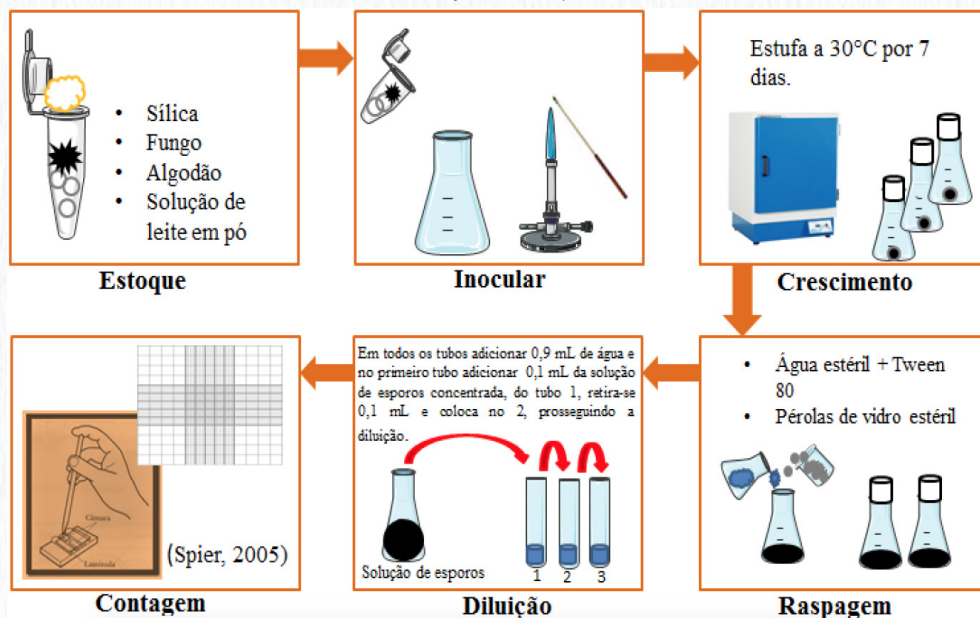 • Sílica
• Fungo
• Algodão
• Solução de
leite em pó
Estoque
Inocular
Estufa a 30°C por 7
dias.
Crescimento
• Água estéril + Tween
80
• Pérolas de vidro estéril
Raspagem
Em todos os tubos adicionar 0,9 mL de água e
no primeiro tubo adicionar 0,1 mL da solução
de esporos concentrada, do tubo 1, retira-se
0,1 mL e coloca no 2, prosseguindo a
diluição.
Solução de esporos
1 2 3
Diluição
Câmara
Lamínula
(Spier, 2005)
Contagem